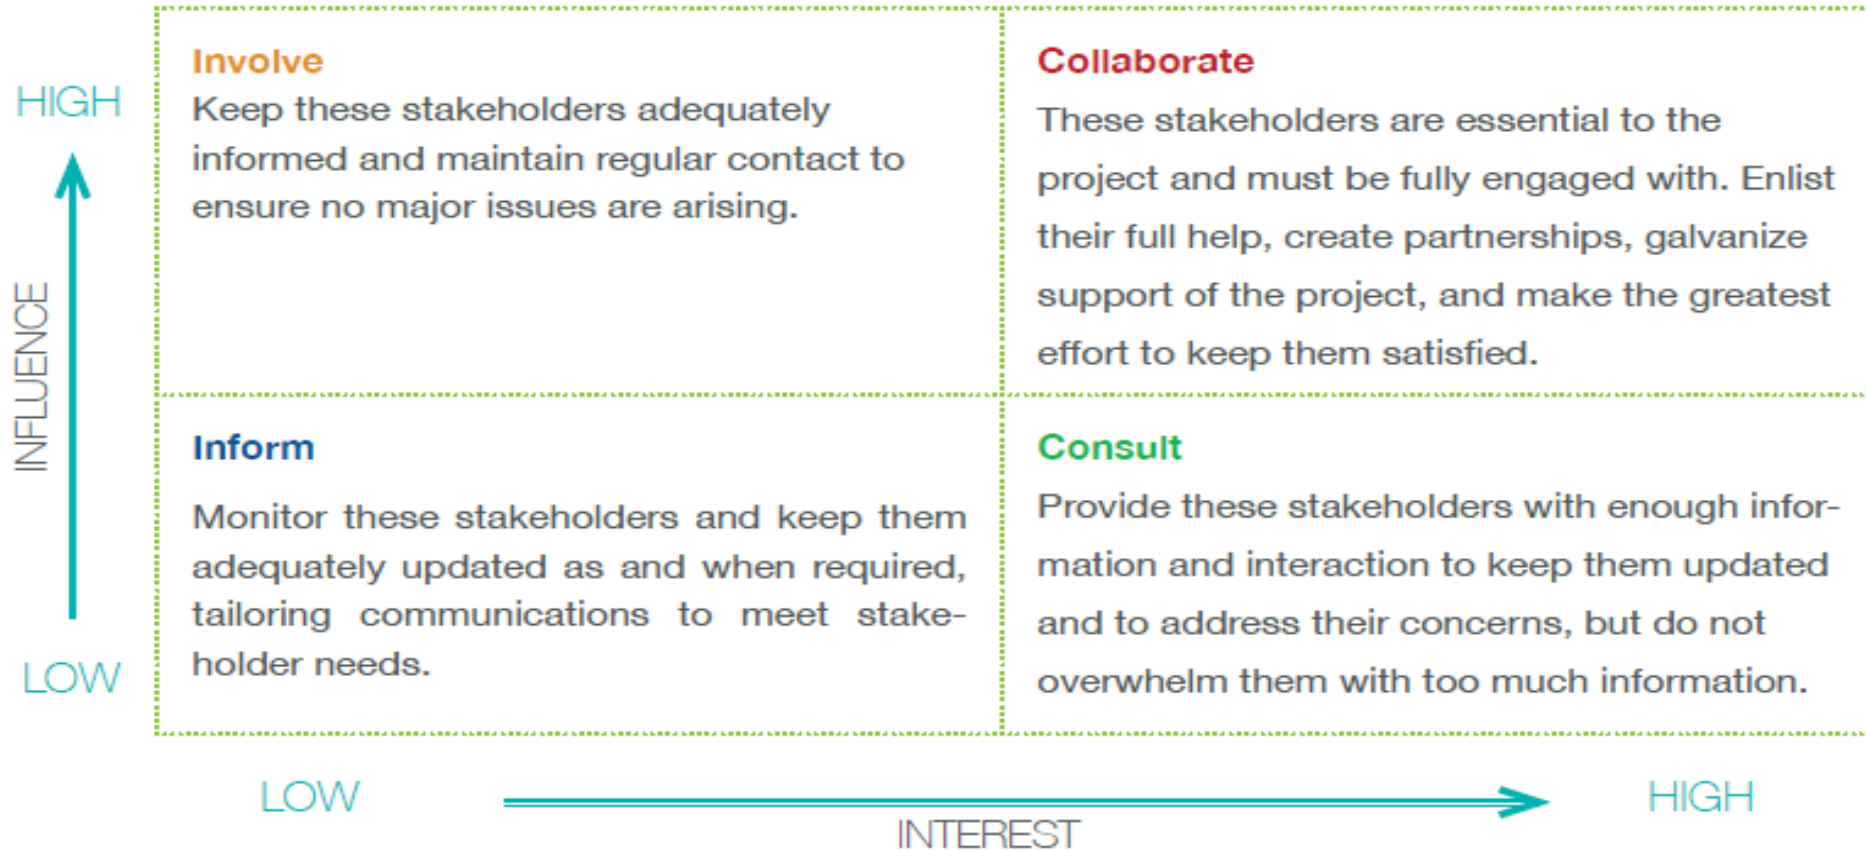 HIGH
INFLUENCE
LOW
Involve
Keep these stakeholders adequately
informed and maintain regular contact to
ensure no major issues are arising.
Collaborate
These stakeholders are essential to the
project and must be fully engaged with. Enlist
their full help, create partnerships, galvanize
support of the project, and make the greatest
effort to keep them satisfied.
Inform
Monitor these stakeholders and keep them
adequately updated as and when required,
tailoring communications to meet stake-
holder needs.
Consult
Provide these stakeholders with enough infor-
mation and interaction to keep them updated
and to address their concerns, but do not
overwhelm them with too much information.
LOW
INTEREST
HIGH